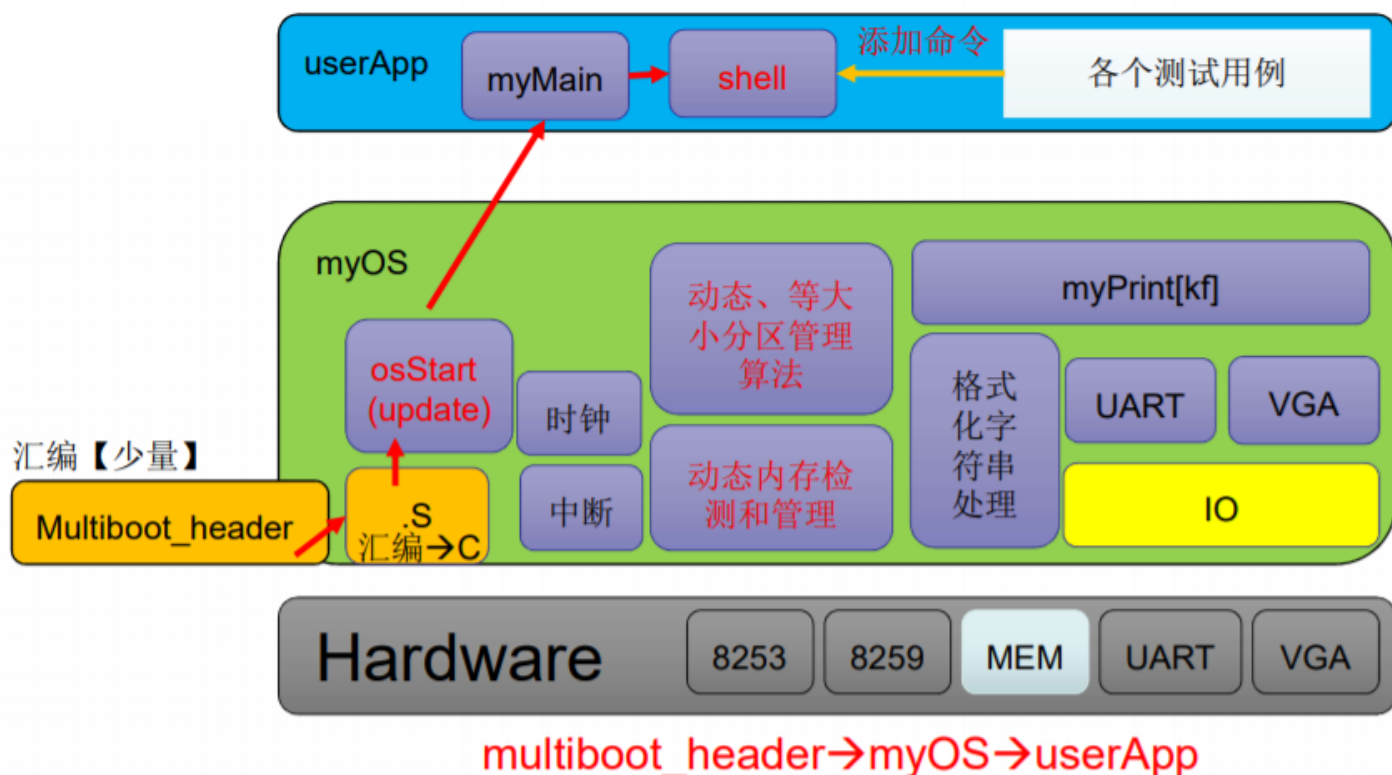 userApp
myMain
shell
添加命令
各个测试用例
myOS
osStart
(update)
时钟
中断
动态、等大
小分区管理
算法
动态内存检
测和管理
myPrint[kf]
格式
化字
符串
处理
UART
VGA
IO
汇编【少量】
Multiboot_header
.S
汇编→C
Hardware
8253
8259
MEM
UART
VGA
multiboot_header→myOS→userApp